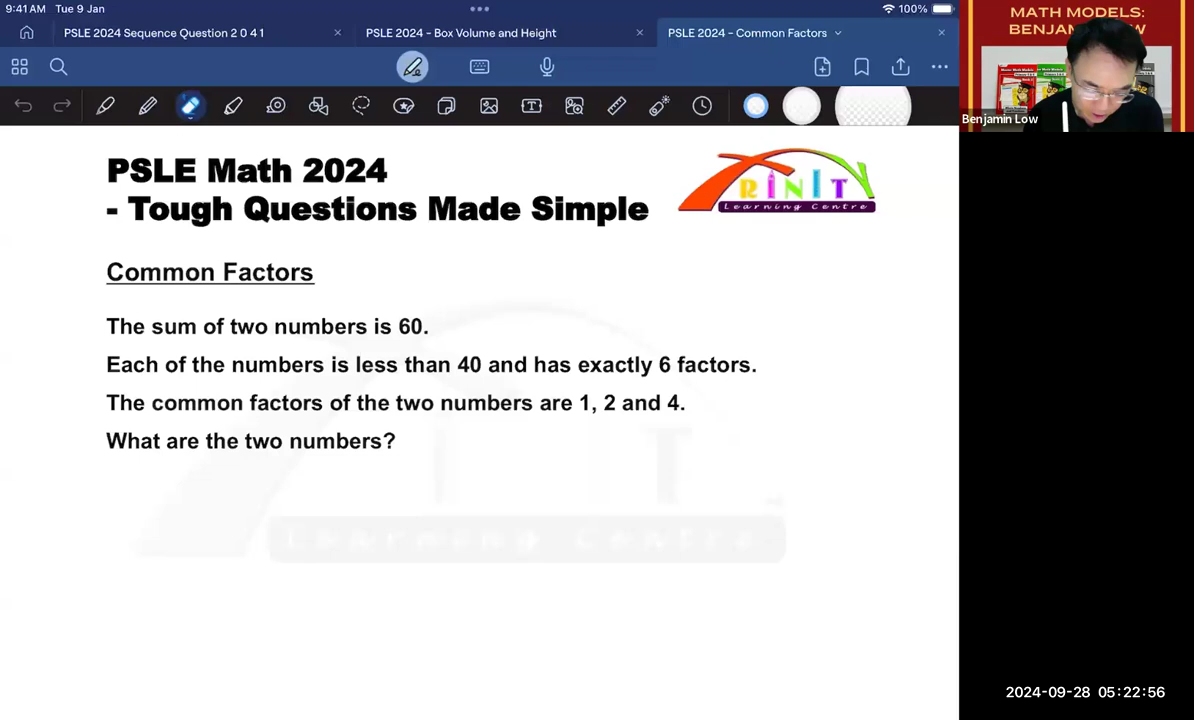 9:41 AM Tue 9 Jan
100%
PSLE 2024 Sequence Question 2 0 4 1
PSLE 2024 - Box Volume and Height
PSLE 2024 - Common Factors
MATH MODELS:
Benjamin Low
PSLE Math 2024
- Tough Questions Made Simple
RINITY
Learning Centre
Common Factors
The sum of two numbers is 60.
Each of the numbers is less than 40 and has exactly 6 factors.
The common factors of the two numbers are 1, 2 and 4.
What are the two numbers?
Learning Centre
2024-09-28 05:22:56